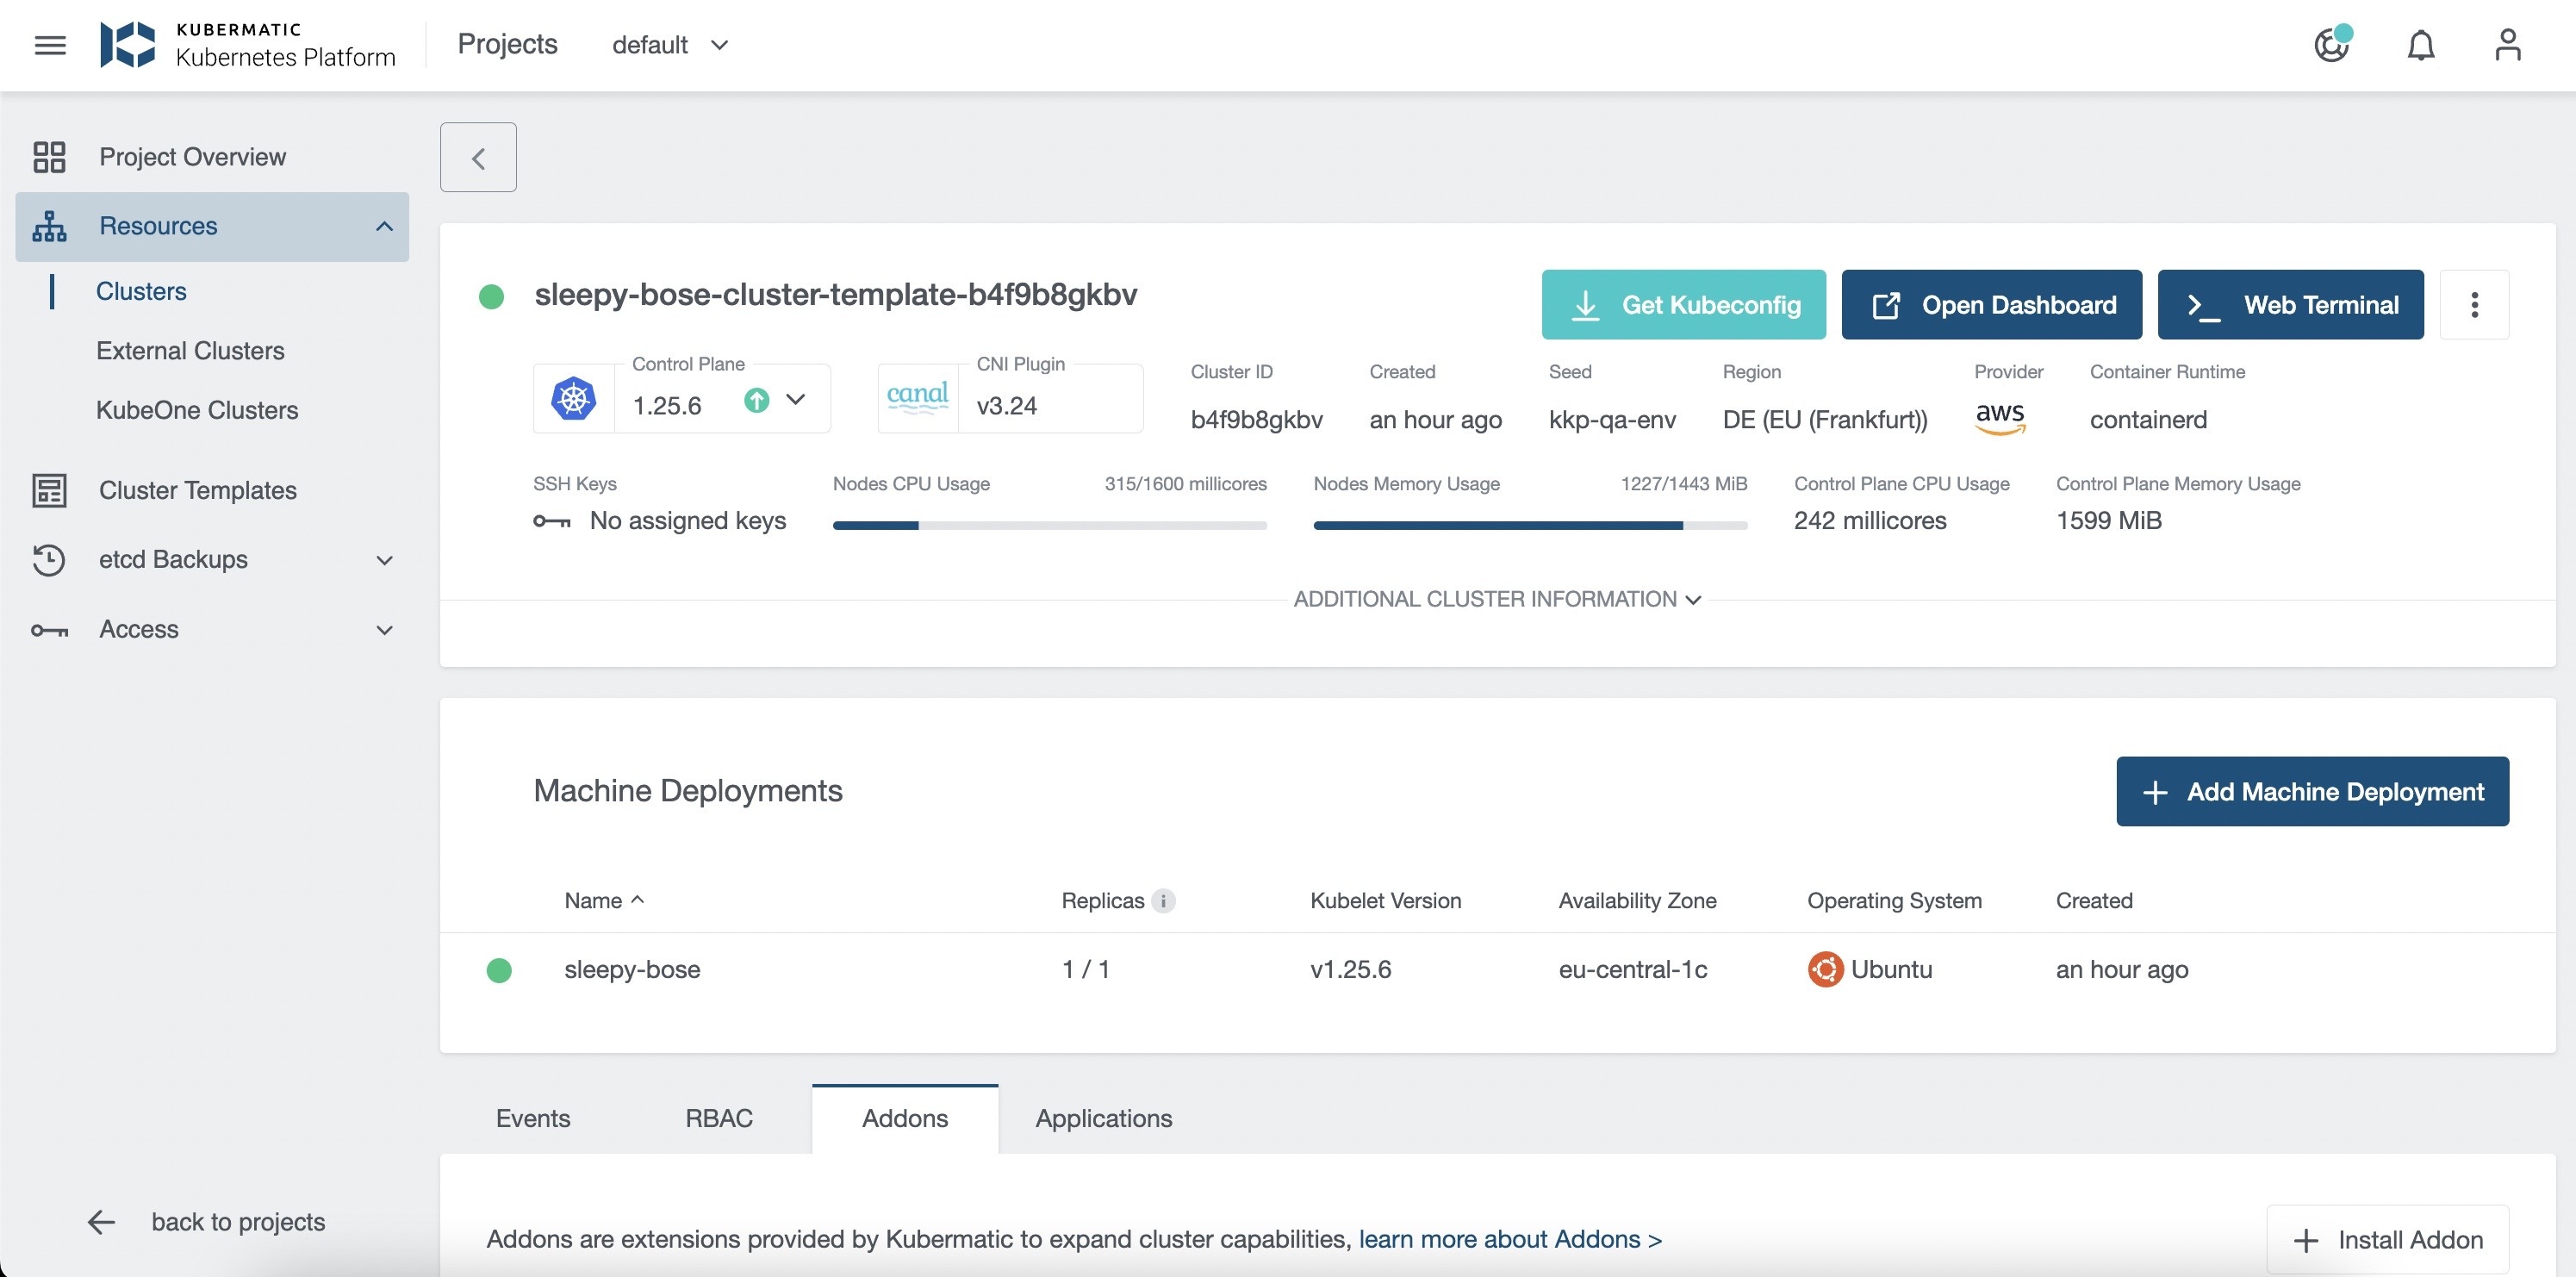 KUBERMATIC
Kubernetes Platform
Projects
default
Project Overview
Resources
Clusters
External Clusters
KubeOne Clusters
Cluster Templates
etcd Backups
Access
back to projects
sleepy-bose-cluster-template-b4f9b8gkbv
Get Kubeconfig
Open Dashboard
Web Terminal
Control Plane
1.25.6
canal
CNI Plugin
v3.24
Cluster ID
b4f9b8gkbv
Created
an hour ago
Seed
kkp-qa-env
Region
DE (EU (Frankfurt))
Provider
aws
Container Runtime
containerd
SSH Keys
No assigned keys
Nodes CPU Usage 315/1600 millicores
Nodes Memory Usage 1227/1443 MiB
Control Plane CPU Usage
242 millicores
Control Plane Memory Usage
1599 MiB
ADDITIONAL CLUSTER INFORMATION
Machine Deployments
Add Machine Deployment
Name Replicas Kubelet Version Availability Zone Operating System Created
sleepy-bose 1 / 1 v1.25.6 eu-central-1c Ubuntu an hour ago
Events RBAC Addons Applications
Addons are extensions provided by Kubermatic to expand cluster capabilities, learn more about Addons >
Install Addon